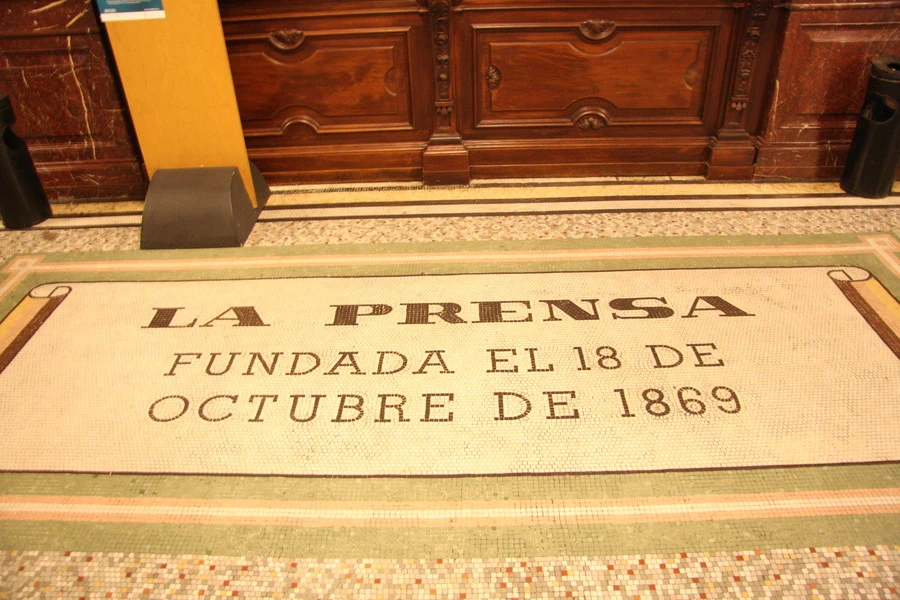 LA PRENSA
FUNDADA EL 18 DE
OCTUBRE DE 1869